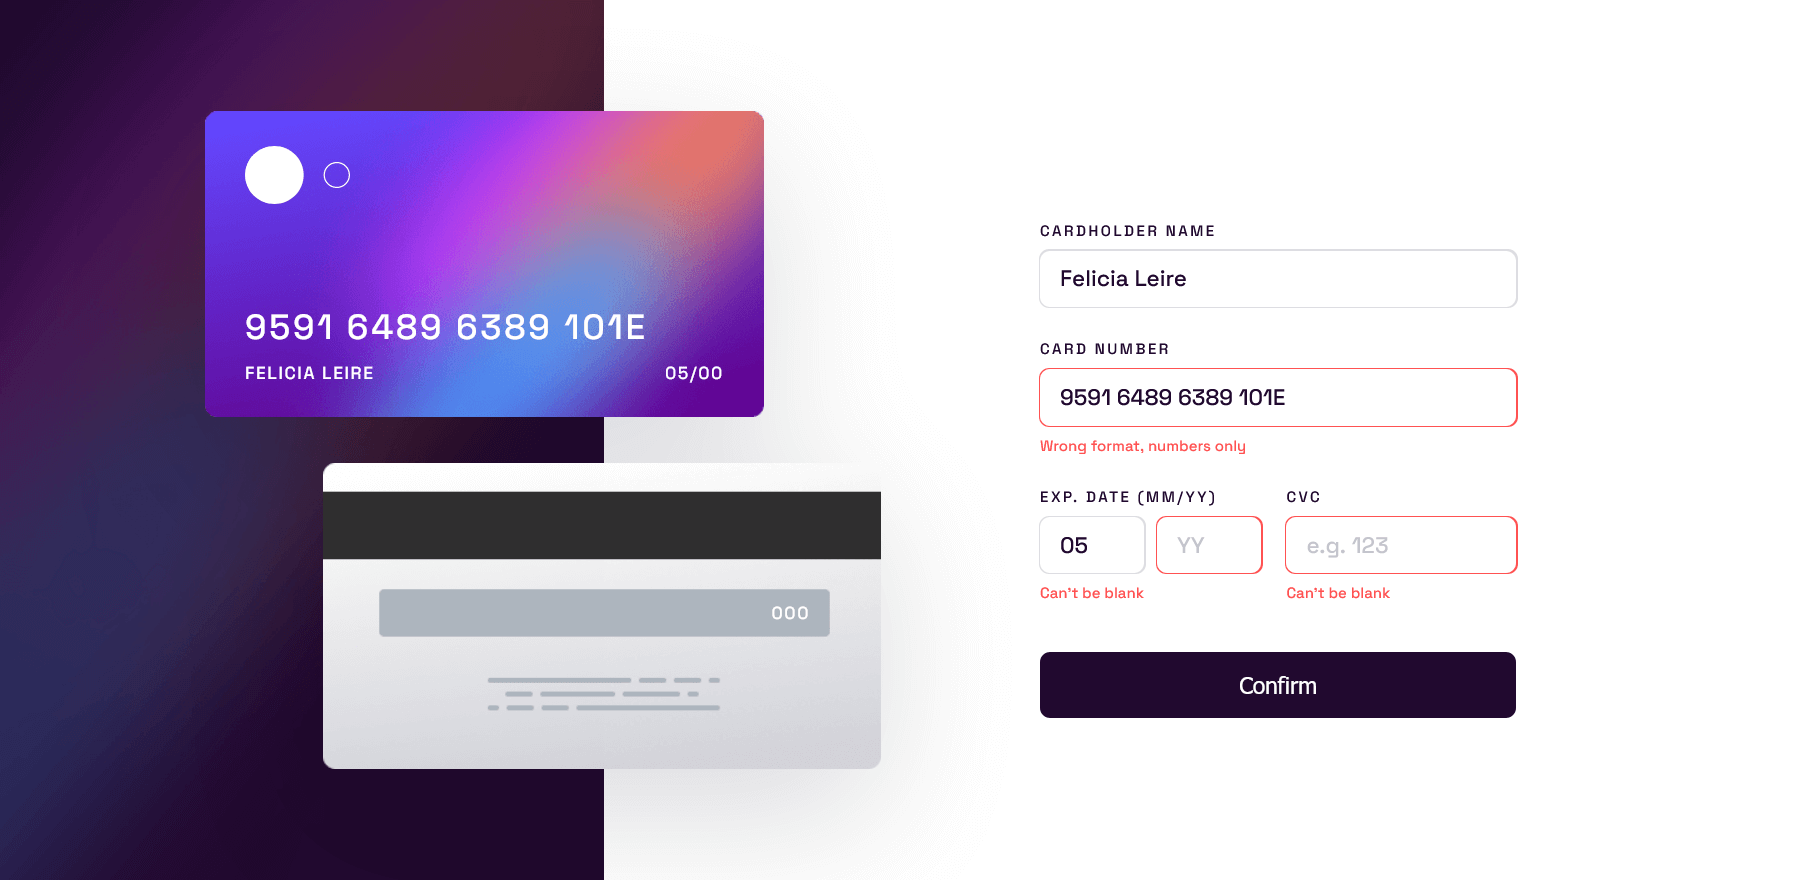 9591 6489 6389 101E
FELICIA LEIRE 05/00
000
CARDHOLDER NAME
Felicia Leire
CARD NUMBER
9591 6489 6389 101E
Wrong format, numbers only
EXP. DATE (MM/YY) CVC
05 YY e.g. 123
Can't be blank Can't be blank
Confirm